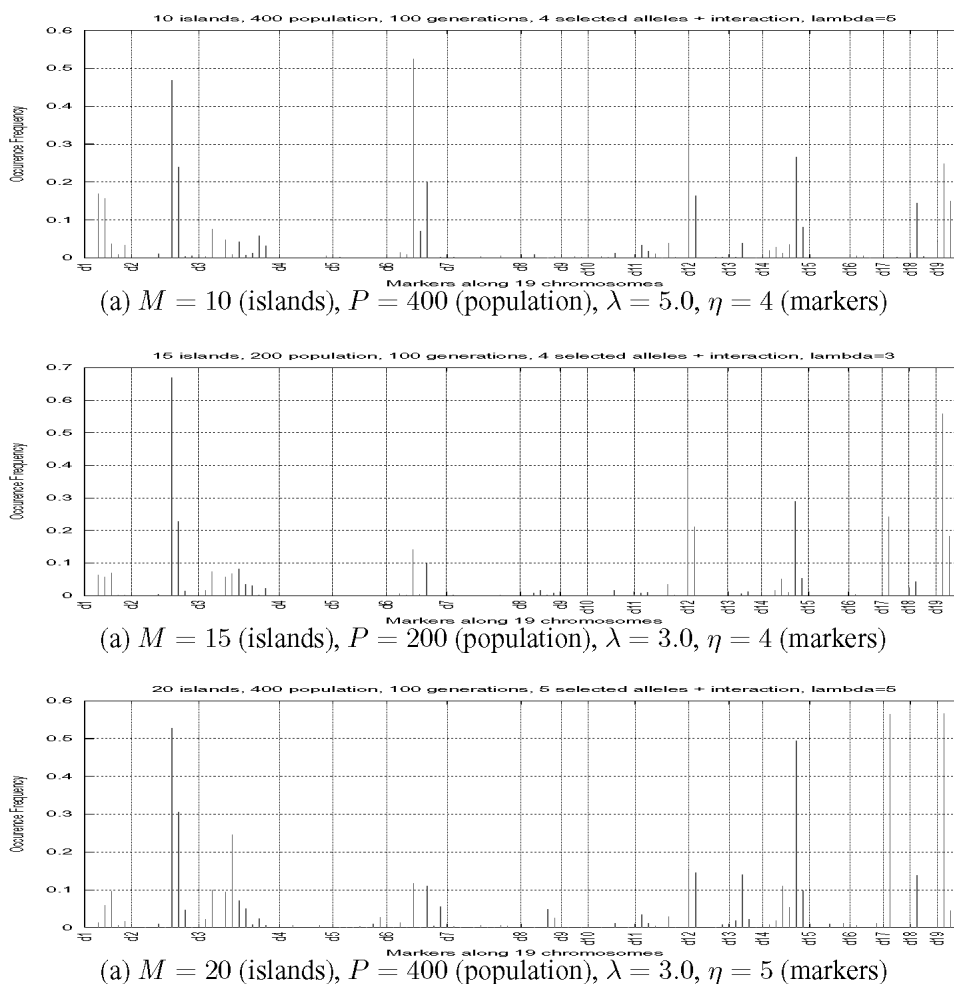 10 islands, 400 population, 100 generations, 4 selected alleles + interaction, lambda=5
Occurence Frequency
0.6
0.5
0.4
0.3
0.2
0.1
0
d1 d2 d3 d4 d5 d6 d7 d8 d9 d10 d11 d12 d13 d14 d15 d16 d17 d18 d19
Markers along 19 chromosomes
(a) M = 10 (islands), P = 400 (population), λ = 5.0, η = 4 (markers)
15 islands, 200 population, 100 generations, 4 selected alleles + interaction, lambda=3
Occurence Frequency
0.7
0.6
0.5
0.4
0.3
0.2
0.1
0
d1 d2 d3 d4 d5 d6 d7 d8 d9 d10 d11 d12 d13 d14 d15 d16 d17 d18 d19
Markers along 19 chromosomes
(a) M = 15 (islands), P = 200 (population), λ = 3.0, η = 4 (markers)
20 islands, 400 population, 100 generations, 5 selected alleles + interaction, lambda=5
Occurence Frequency
0.6
0.5
0.4
0.3
0.2
0.1
0
d1 d2 d3 d4 d5 d6 d7 d8 d9 d10 d11 d12 d13 d14 d15 d16 d17 d18 d19
Markers along 19 chromosomes
(a) M = 20 (islands), P = 400 (population), λ = 3.0, η = 5 (markers)